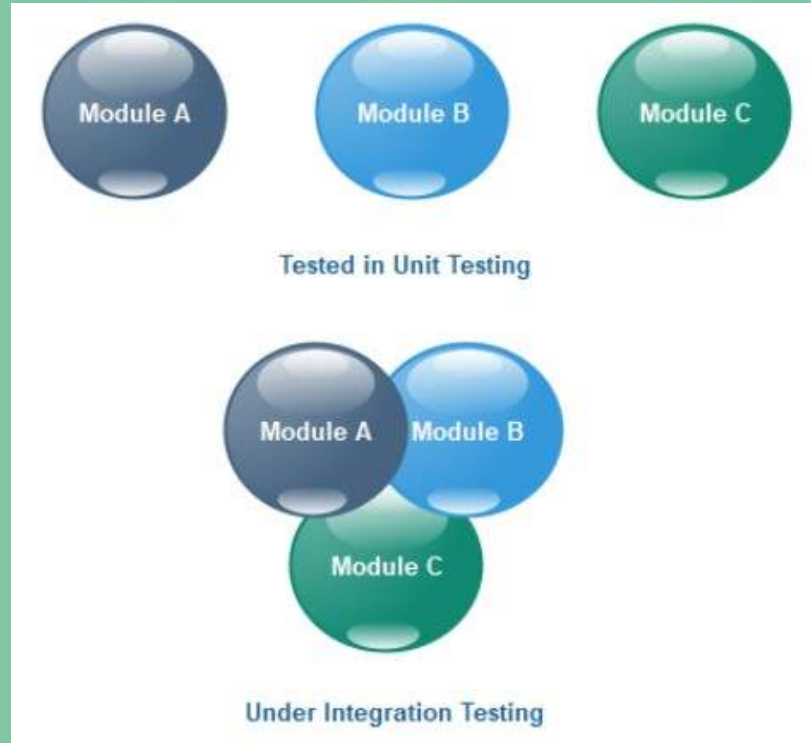 Module A Module B Module C
Tested in Unit Testing
Module A Module B
Module C
Under Integration Testing